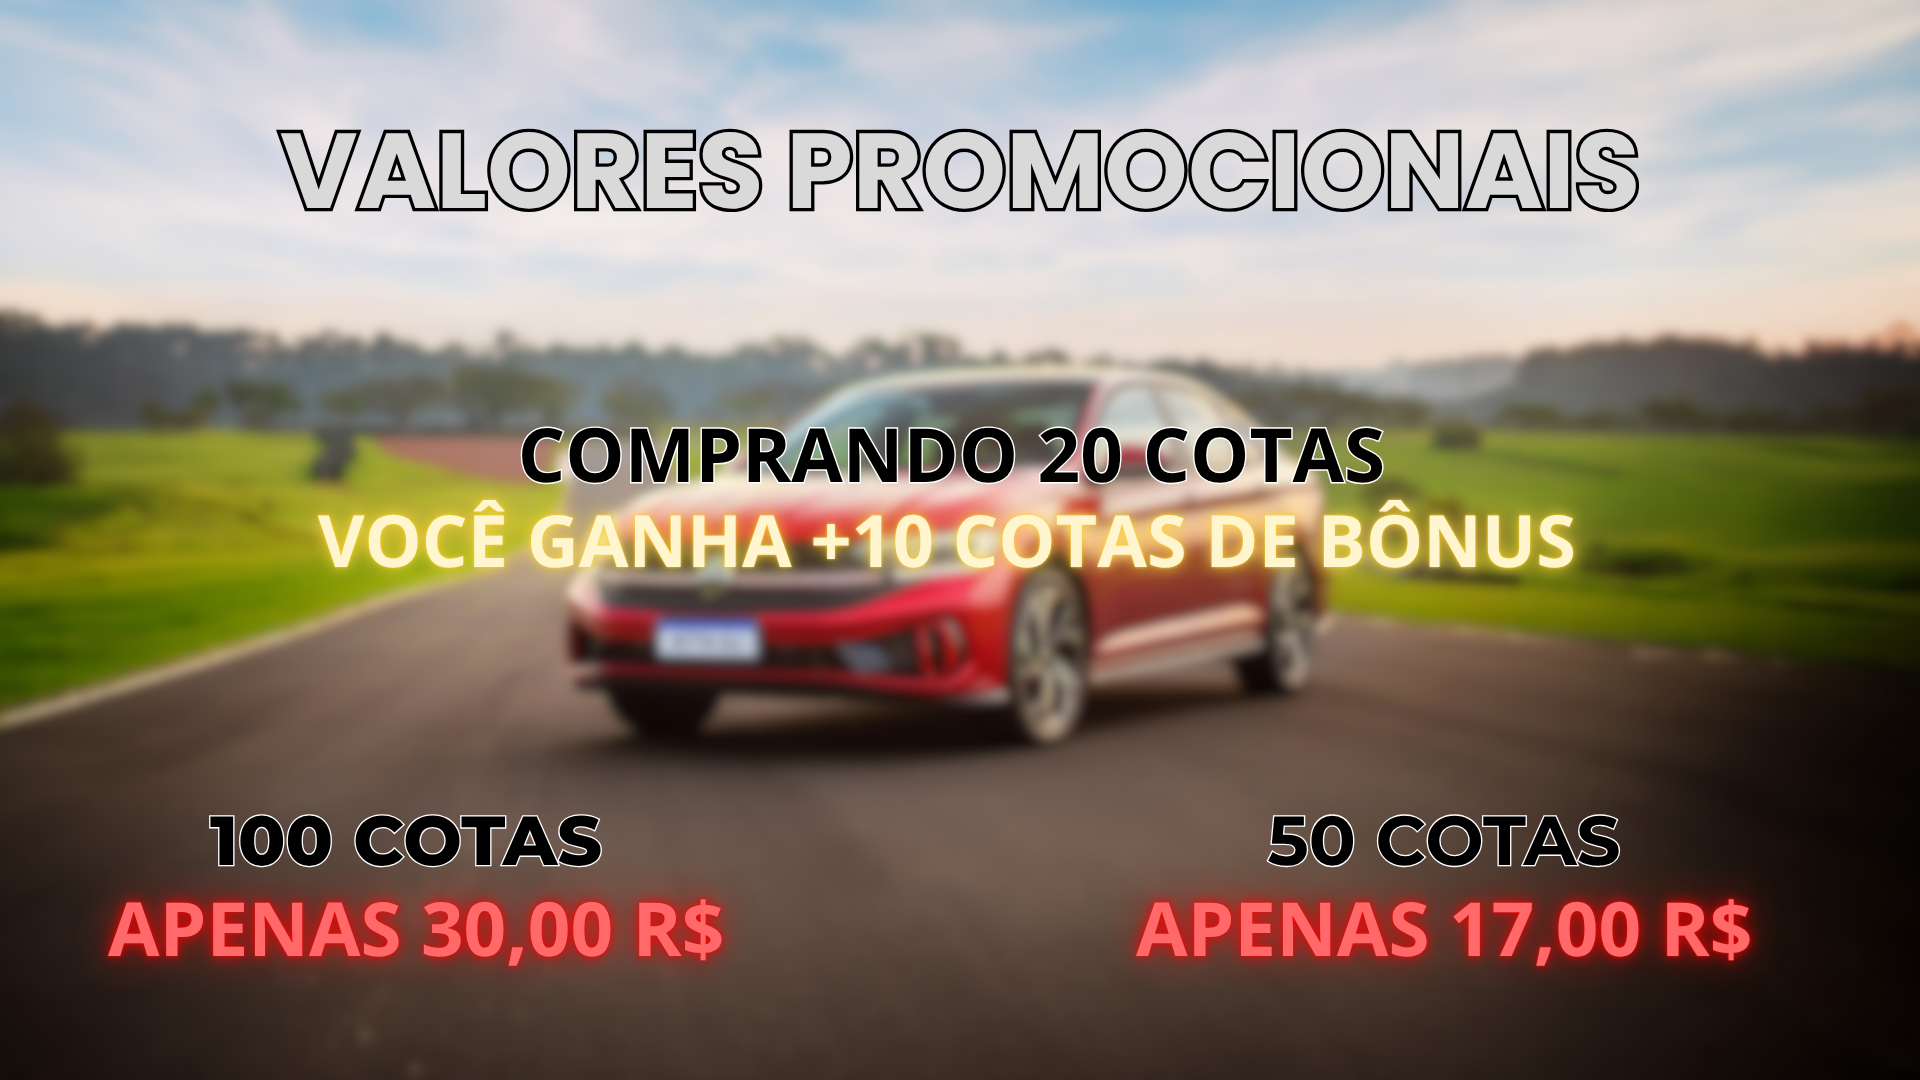 VALORES PROMOCIONAIS
COMPRANDO 20 COTAS
VOCÊ GANHA +10 COTAS DE BÔNUS
100 COTAS
APENAS 30,00 R$
50 COTAS
APENAS 17,00 R$